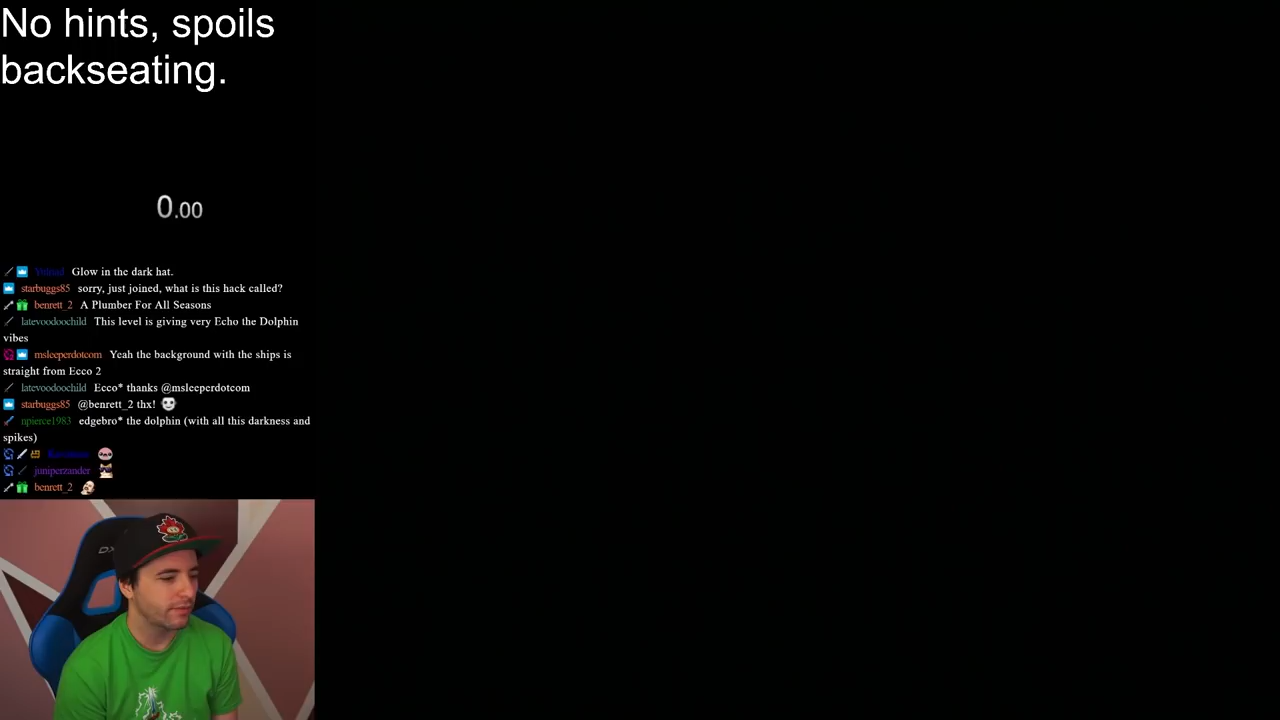 No hints, spoils
backseating.
0.00
Glow in the dark hat.
starbuggs85 sorry, just joined, what is this hack called?
benrett_2 A Plumber For All Seasons
latevoodoochild This level is giving very Echo the Dolphin
vibes
msleeperdotcom Yeah the background with the ships is
straight from Ecco 2
latevoodoochild Ecco* thanks @msleeperdotcom
starbuggs85 @benrett_2 thx!
npierce1983 edgebro* the dolphin (with all this darkness and
spikes)
juniperzander
benrett_2